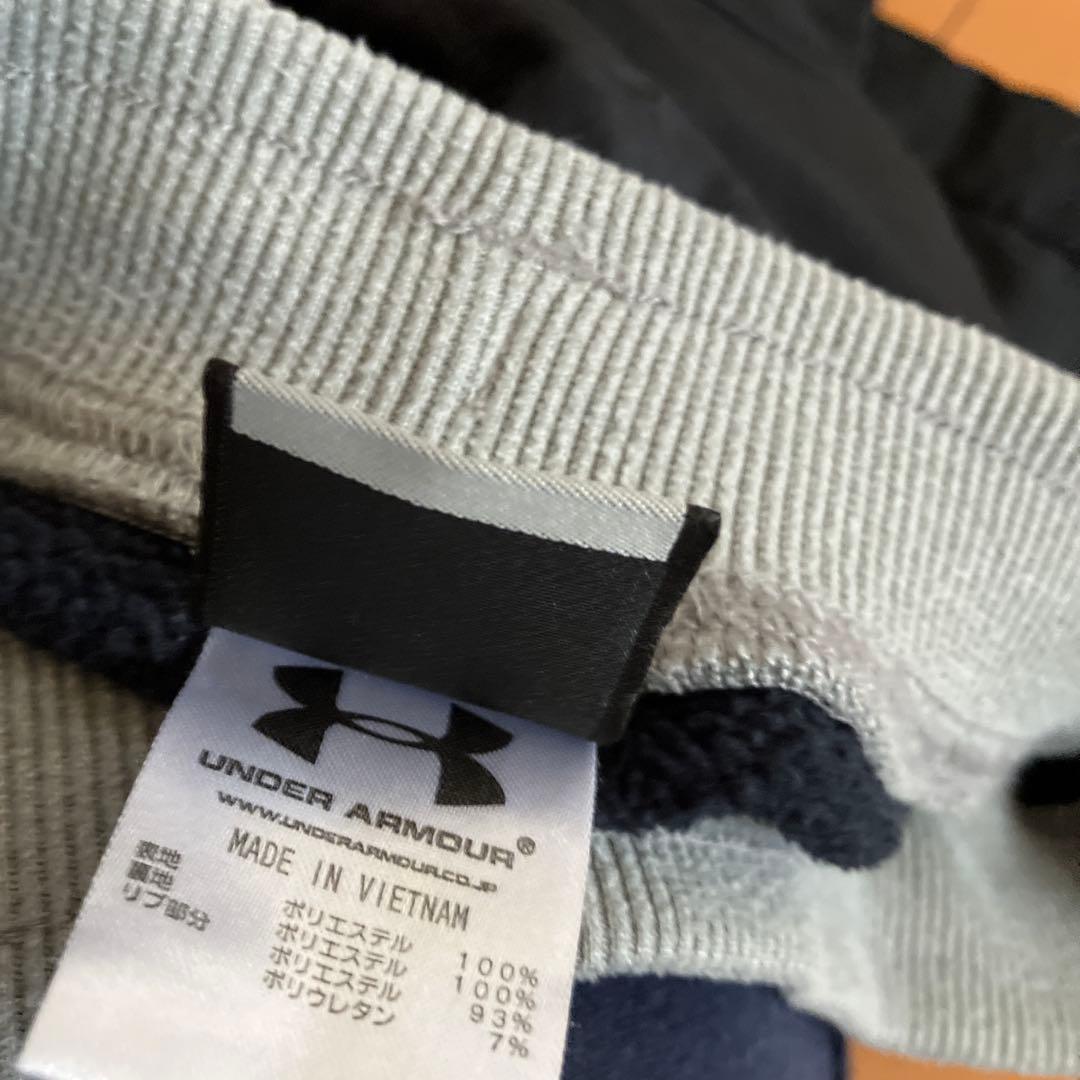 UNDER ARMOUR®
WWW.UNDERARMOUR.CO.JP
MADE IN VIETNAM
表地 ポリエステル 100%
裏地 ポリエステル 100%
リブ部分 ポリエステル 93%
ポリウレタン 7%